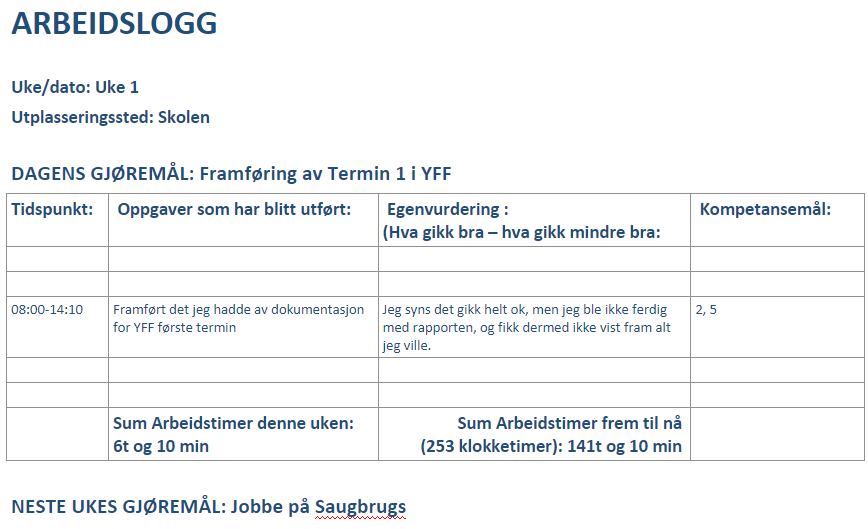 ARBEIDSLOGG
Uke/dato: Uke 1
Utplasseringssted: Skolen
DAGENS GJØREMÅL: Framføring av Termin 1 i YFF
Tidspunkt: Oppgaver som har blitt utført: Egenvurdering : Kompetansemål:
(Hva gikk bra – hva gikk mindre bra:
08:00-14:10 Framført det jeg hadde av dokumentasjon Jeg syns det gikk helt ok, men jeg ble ikke ferdig 2, 5
for YFF første termin med rapporten, og fikk dermed ikke vist fram alt
jeg ville.
Sum Arbeidstimer denne uken: Sum Arbeidstimer frem til nå
6t og 10 min (253 klokketimer): 141t og 10 min
NESTE UKES GJØREMÅL: Jobbe på Saugbrugs